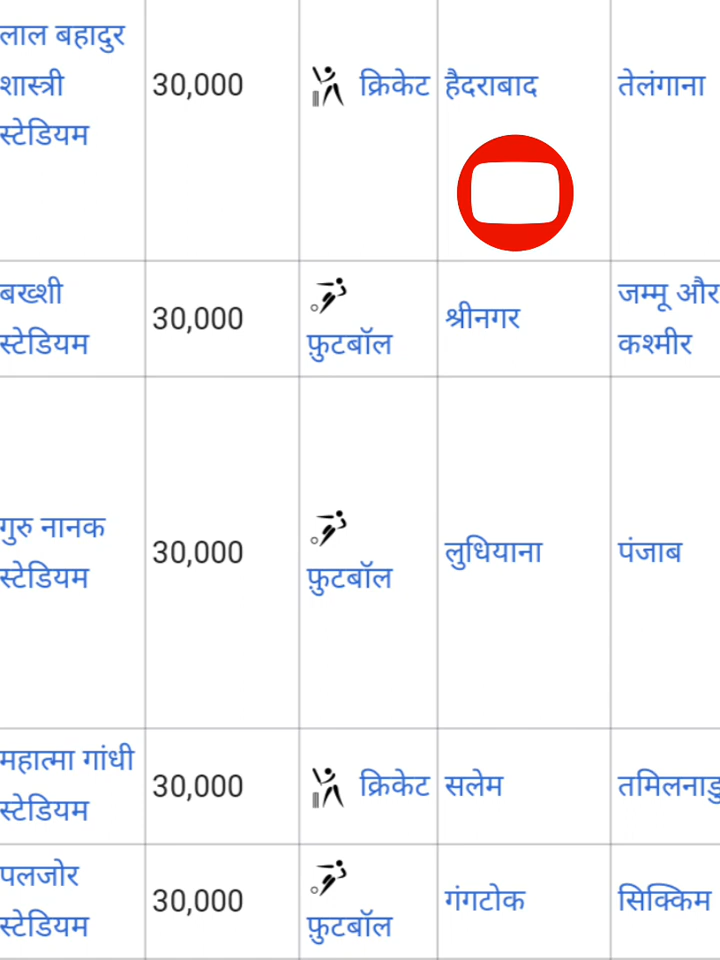 लाल बहादुर
शास्त्री
स्टेडियम
30,000
क्रिकेट
हैदराबाद
तेलंगाना
बख्शी
स्टेडियम
30,000
फ़ुटबॉल
श्रीनगर
जम्मू और
कश्मीर
गुरु नानक
स्टेडियम
30,000
फ़ुटबॉल
लुधियाना
पंजाब
महात्मा गांधी
स्टेडियम
30,000
क्रिकेट
सलेम
तमिलनाडु
पलजोर
स्टेडियम
30,000
फ़ुटबॉल
गंगटोक
सिक्किम